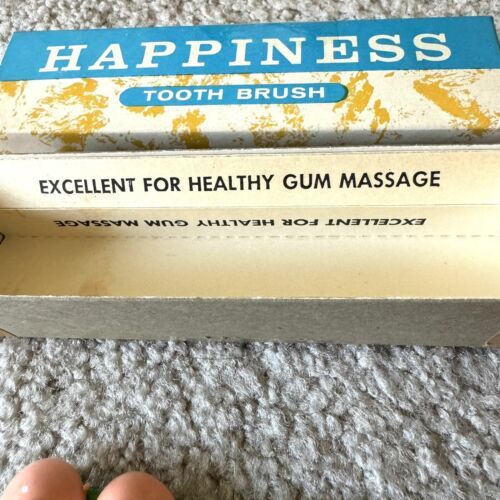 HAPPINESS
TOOTH BRUSH
EXCELLENT FOR HEALTHY GUM MASSAGE
EXCELLENT FOR HEALTHY GUM MASSAGE